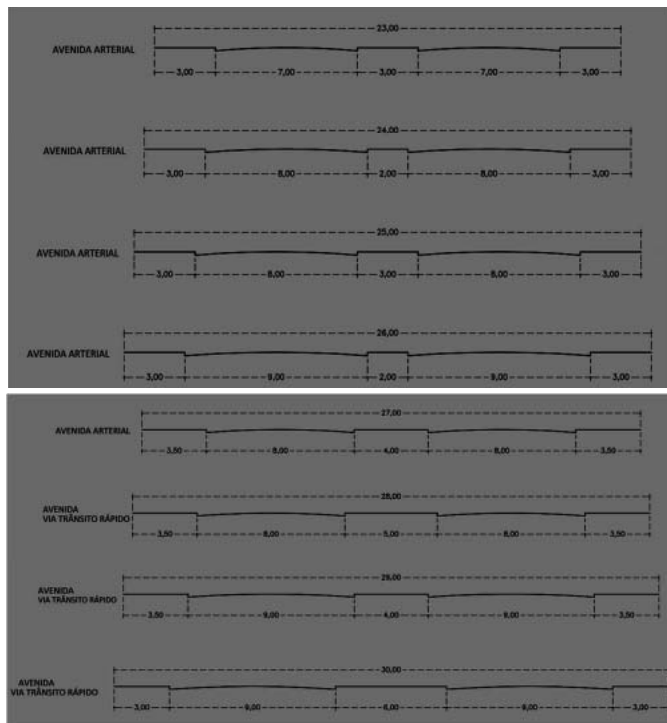 23,00
AVENIDA ARTERIAL
3,00 7,00 3,00 7,00 3,00
24,00
AVENIDA ARTERIAL
3,00 8,00 2,00 8,00 3,00
25,00
AVENIDA ARTERIAL
3,00 8,00 3,00 8,00 3,00
26,00
AVENIDA ARTERIAL
3,00 9,00 2,00 9,00 3,00
27,00
AVENIDA ARTERIAL
3,50 8,00 4,00 8,00 3,50
28,00
AVENIDA
VIA TRÂNSITO RÁPIDO
3,50 8,00 5,00 8,00 3,50
29,00
AVENIDA
VIA TRÂNSITO RÁPIDO
3,50 9,00 4,00 9,00 3,50
30,00
AVENIDA
VIA TRÂNSITO RÁPIDO
3,00 9,00 6,00 9,00 3,00